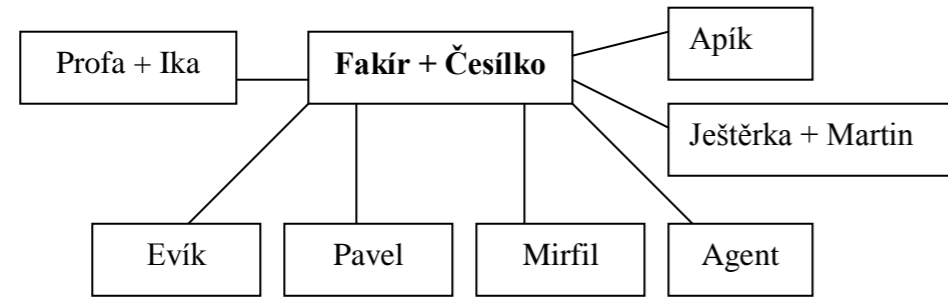 Profa + Ika
Fakír + Česílko
Apík
Ještěrka + Martin
Evík
Pavel
Mirfil
Agent